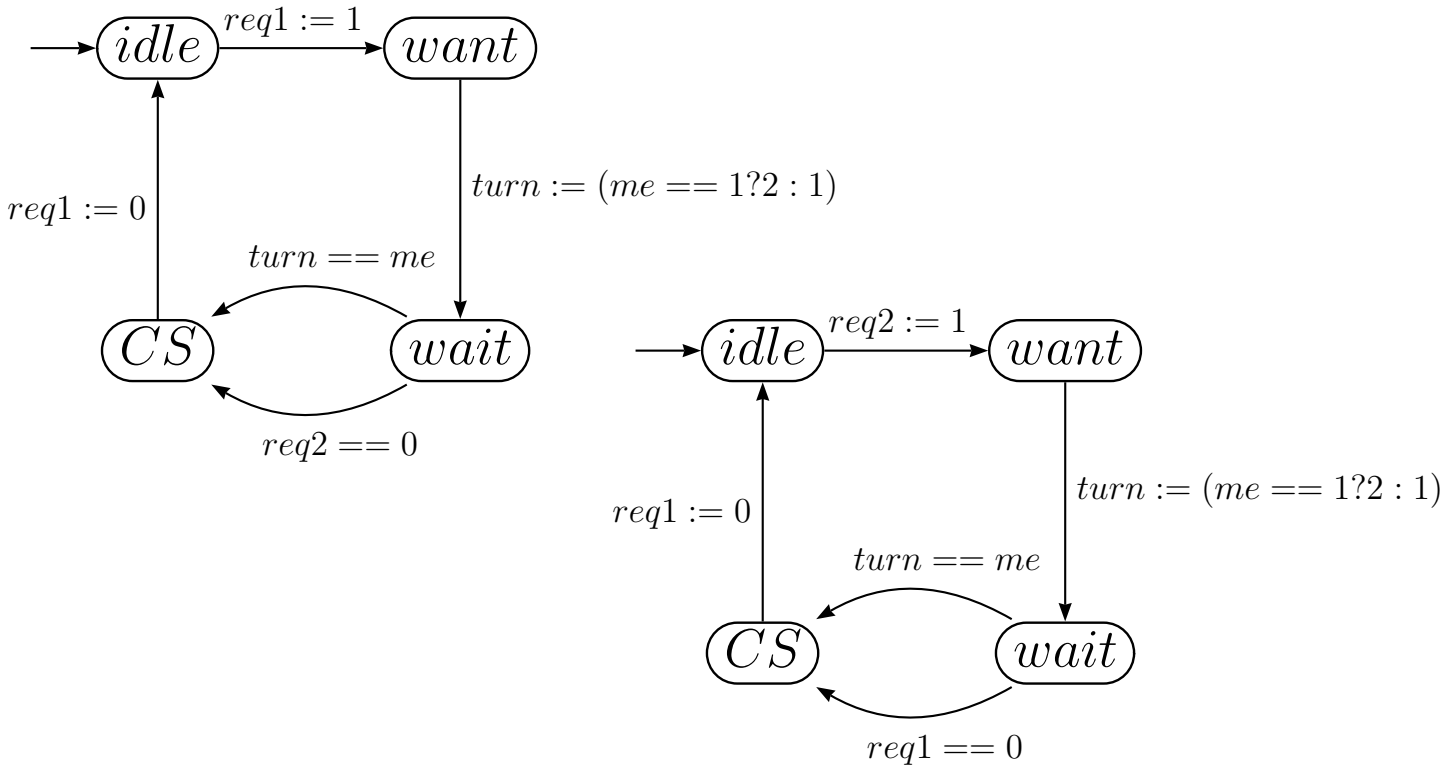 req1 := 1
idle
want
turn := (me == 1?2 : 1)
req1 := 0
turn == me
CS
wait
req2 == 0
req2 := 1
idle
want
turn := (me == 1?2 : 1)
req1 := 0
turn == me
CS
wait
req1 == 0